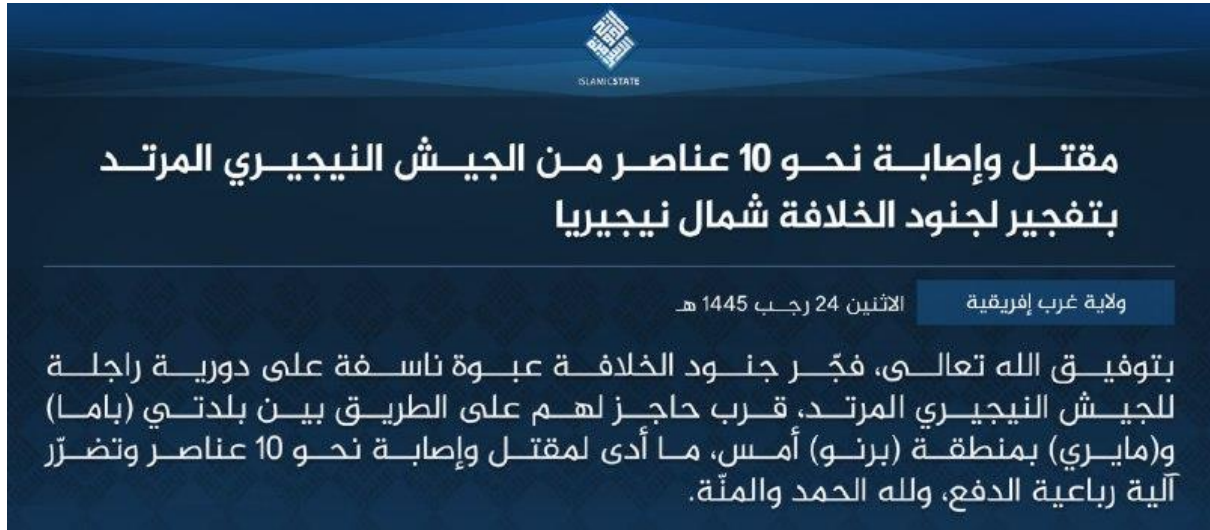 ISLAMIC STATE
مقتل وإصابة نحو 10 عناصر من الجيش النيجيري المرتد
بتفجير لجنود الخلافة شمال نيجيريا
ولاية غرب إفريقية الاثنين 24 رجب 1445 هـ
بتوفيق الله تعالى، فجّر جنود الخلافة عبوة ناسفة على دورية راجلة
للجيش النيجيري المرتد، قرب حاجز لهم على الطريق بين بلدتي (باما)
و(مايري) بمنطقة (برنو) أمس، ما أدى لمقتل وإصابة نحو 10 عناصر وتضرّر
آلية رباعية الدفع، ولله الحمد والمنّة.